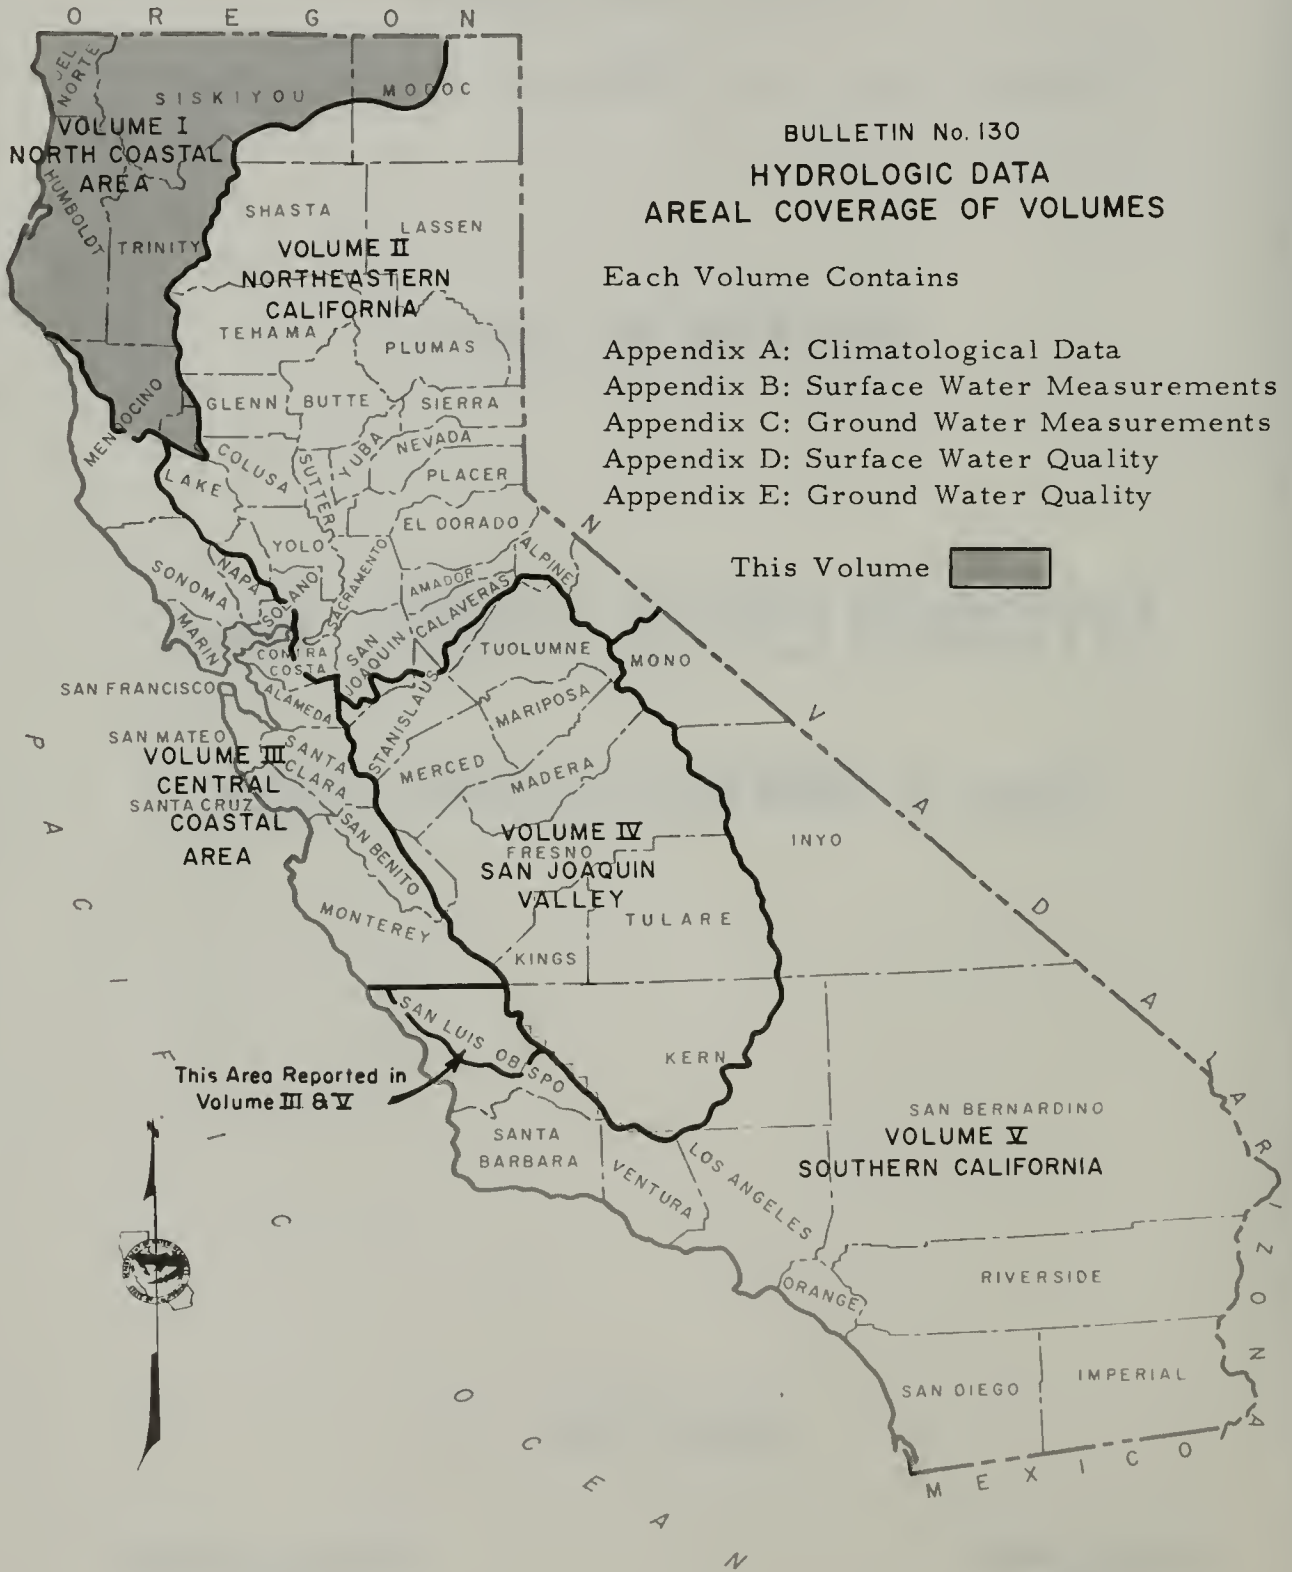 OREGON
DEL
NORTE
SISKIYOU
MODOC
VOLUME I
NORTH COASTAL
AREA
HUMBOLDT
TRINITY
SHASTA
LASSEN
VOLUME II
NORTHEASTERN
CALIFORNIA
TEHAMA
PLUMAS
GLENN
BUTTE
SIERRA
MENDOCINO
LAKE
COLUSA
SUTTER
YUBA
NEVADA
PLACER
EL DORADO
YOLO
SONOMA
NAPA
SOLANO
SACRAMENTO
AMADOR
ALPINE
CALAVERAS
MARIN
CONTRA
COSTA
SAN
JOAQUIN
TUOLUMNE
MONO
SAN FRANCISCO
ALAMEDA
STANISLAUS
MARIPOSA
SAN MATEO
VOLUME III
CENTRAL
SANTA CRUZ
COASTAL
AREA
SANTA
CLARA
MERCED
MADERA
SAN BENITO
VOLUME IV
FRESNO
SAN JOAQUIN
VALLEY
INYO
MONTEREY
TULARE
KINGS
SAN LUIS OBISPO
KERN
This Area Reported in
Volume III & V
SAN BERNARDINO
VOLUME V
SOUTHERN CALIFORNIA
SANTA
BARBARA
VENTURA
LOS ANGELES
ORANGE
RIVERSIDE
SAN DIEGO
IMPERIAL
NEVADA
ARIZONA
MEXICO
PACIFIC
OCEAN
BULLETIN No. 130
HYDROLOGIC DATA
AREAL COVERAGE OF VOLUMES
Each Volume Contains
Appendix A: Climatological Data
Appendix B: Surface Water Measurements
Appendix C: Ground Water Measurements
Appendix D: Surface Water Quality
Appendix E: Ground Water Quality
This Volume